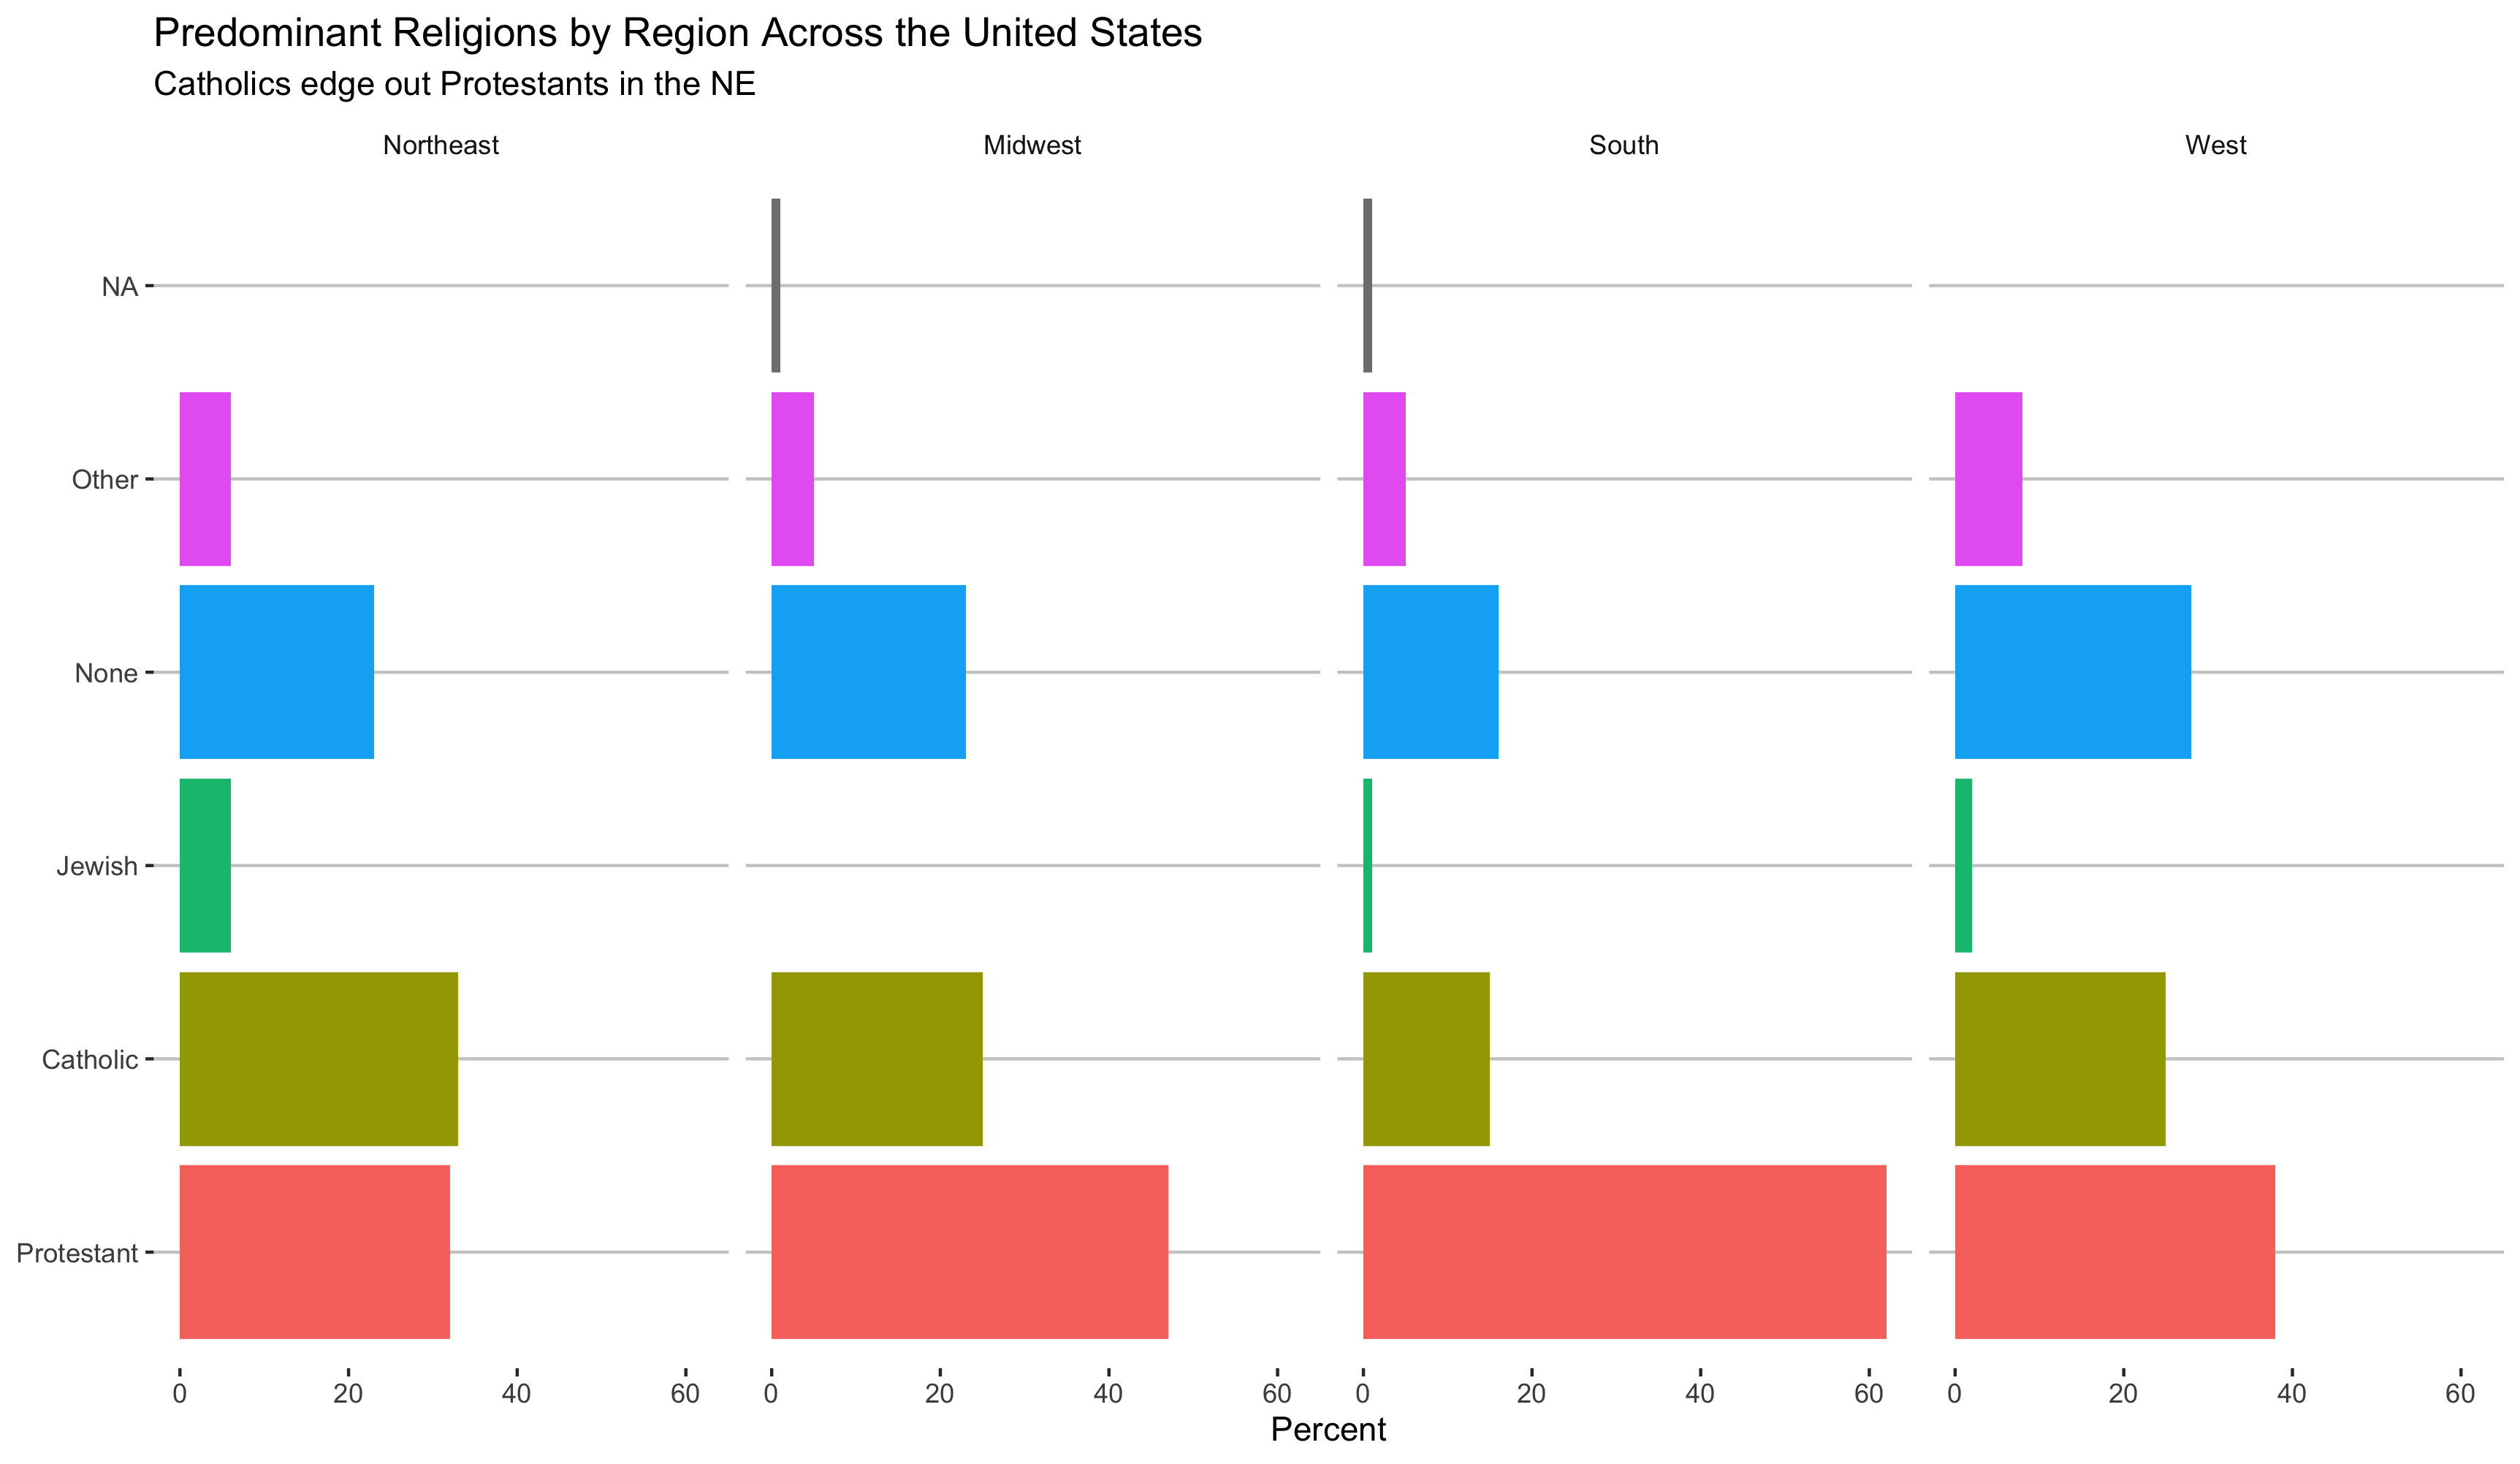 Predominant Religions by Region Across the United States
Catholics edge out Protestants in the NE
Northeast Midwest South West
NA
Other
None
Jewish
Catholic
Protestant
0 20 40 60 0 20 40 60 0 20 40 60 0 20 40 60
Percent